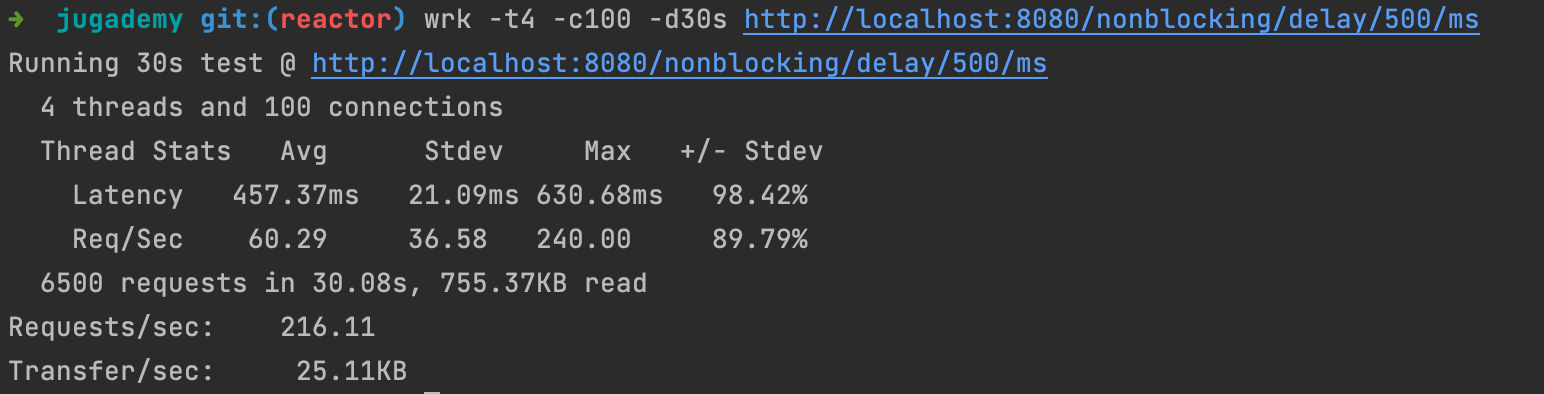 ➜ jugademy git:(reactor) wrk -t4 -c100 -d30s http://localhost:8080/nonblocking/delay/500/ms
Running 30s test @ http://localhost:8080/nonblocking/delay/500/ms
  4 threads and 100 connections
  Thread Stats   Avg      Stdev     Max   +/- Stdev
    Latency   457.37ms   21.09ms 630.68ms   98.42%
    Req/Sec    60.29     36.58   240.00     89.79%
  6500 requests in 30.08s, 755.37KB read
Requests/sec:    216.11
Transfer/sec:     25.11KB